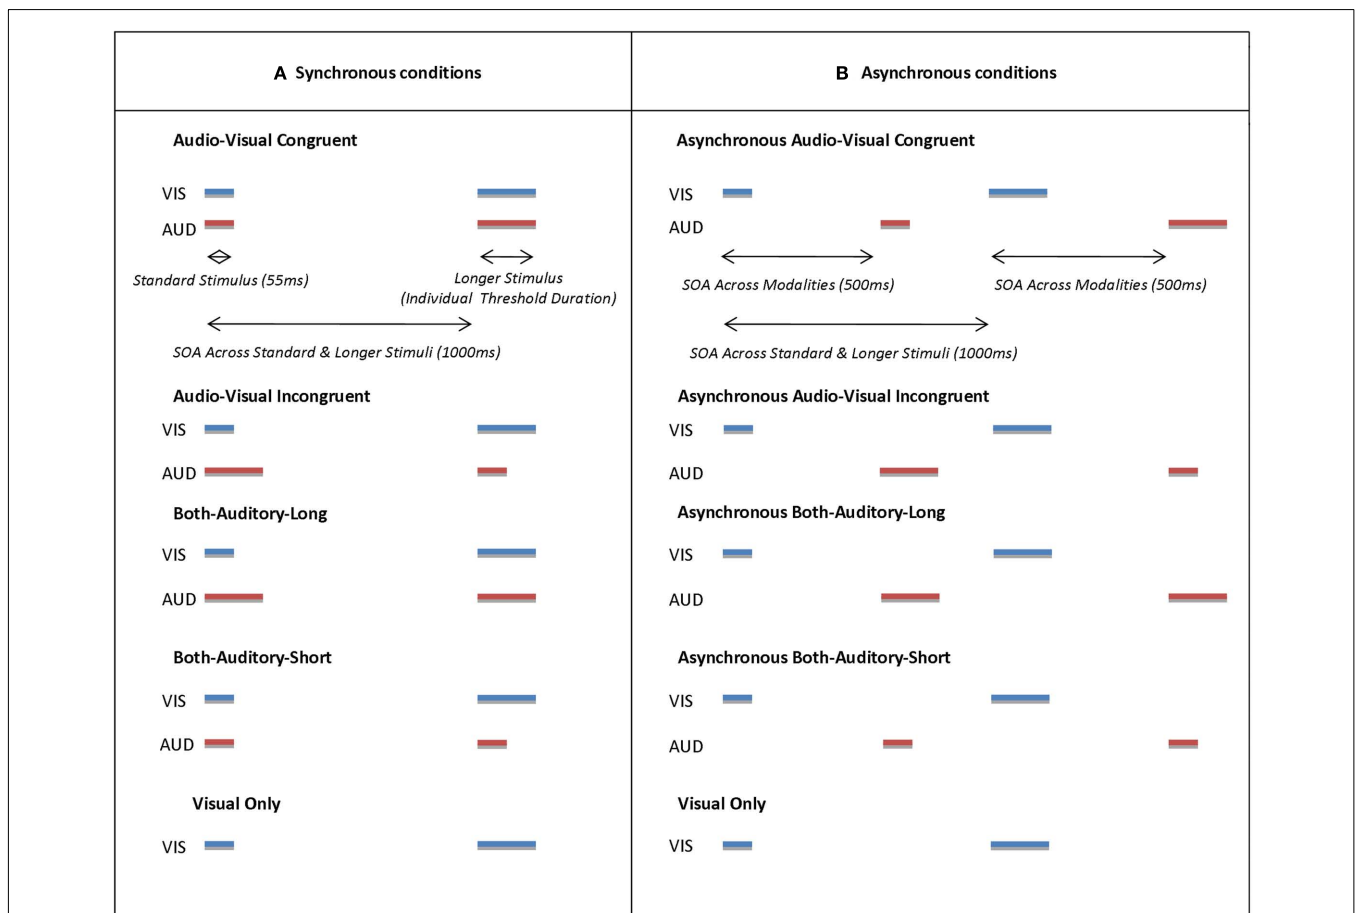 A Synchronous conditions
B Asynchronous conditions
Audio-Visual Congruent
VIS
AUD
Standard Stimulus (55ms)
Longer Stimulus
(Individual Threshold Duration)
SOA Across Standard & Longer Stimuli (1000ms)
Audio-Visual Incongruent
VIS
AUD
Both-Auditory-Long
VIS
AUD
Both-Auditory-Short
VIS
AUD
Visual Only
VIS
Asynchronous Audio-Visual Congruent
VIS
AUD
SOA Across Modalities (500ms)
SOA Across Modalities (500ms)
SOA Across Standard & Longer Stimuli (1000ms)
Asynchronous Audio-Visual Incongruent
VIS
AUD
Asynchronous Both-Auditory-Long
VIS
AUD
Asynchronous Both-Auditory-Short
VIS
AUD
Visual Only
VIS